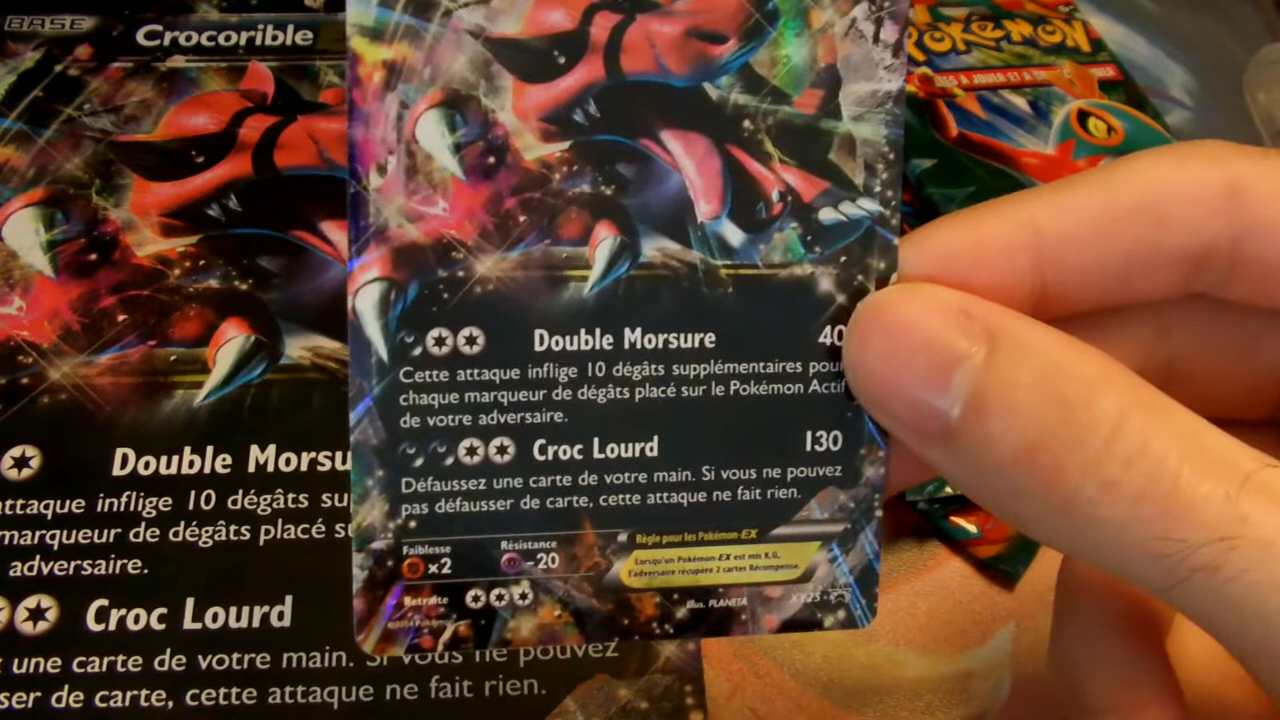 BASE
Crocorible
Double Morsu
attaque inflige 10 dégâts su
marqueur de dégâts placé s
adversaire.
Croc Lourd
une carte de votre main. Si vous ne pouvez
ser de carte, cette attaque ne fait rien.
Double Morsure 40
Cette attaque inflige 10 dégâts supplémentaires pour
chaque marqueur de dégâts placé sur le Pokémon Actif
de votre adversaire.
Croc Lourd 130
Défaussez une carte de votre main. Si vous ne pouvez
pas défausser de carte, cette attaque ne fait rien.
Faiblesse
x2
Résistance
-20
Règle pour les Pokémon-EX
Lorsqu'un Pokémon-EX est mis K.O.,
l'adversaire récupère 2 cartes Récompense.
Retraite
Illus. PLANETA
XY25
©2014 Pokémon
POKéMON
À JOUER ET À